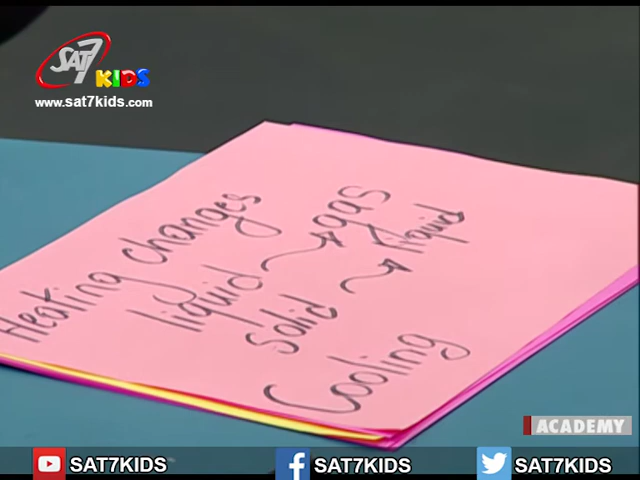 SAT7
KIDS
www.sat7kids.com
Heating changes
liquid → gas
solid → liquid
Cooling
ACADEMY
SAT7KIDS
SAT7KIDS
SAT7KIDS